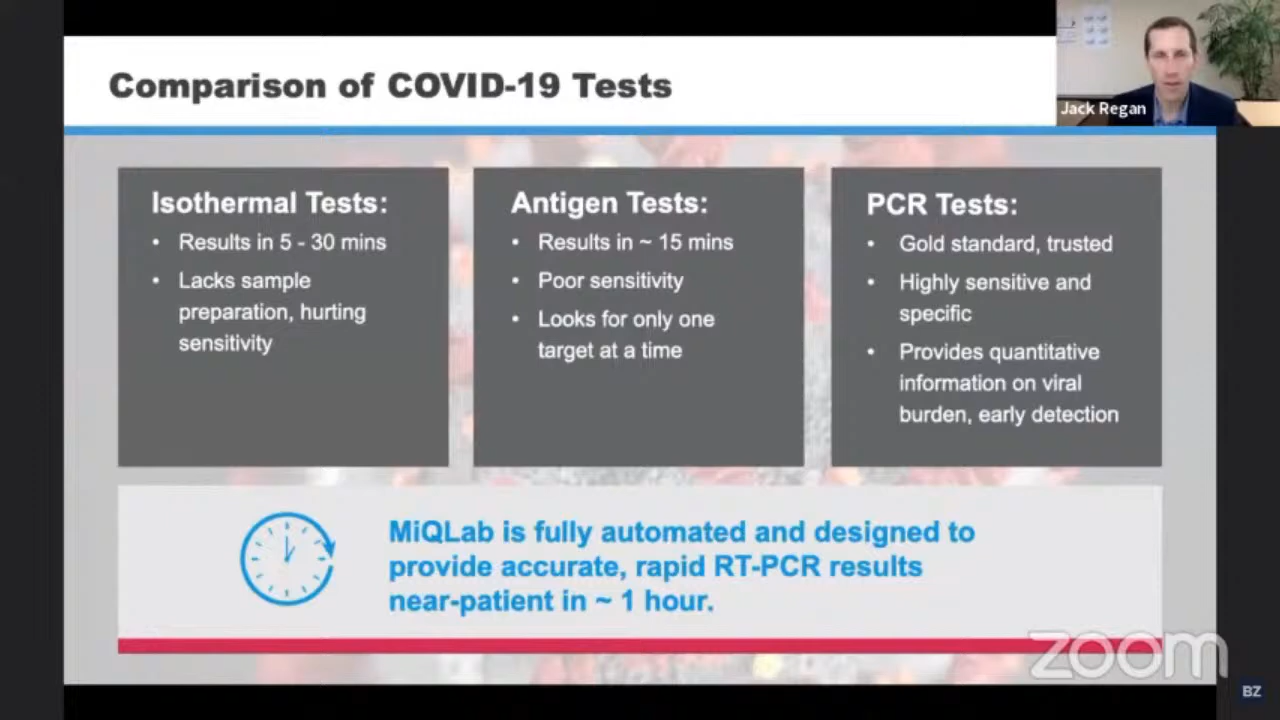 Comparison of COVID-19 Tests
Jack Regan
Isothermal Tests:
• Results in 5 - 30 mins
• Lacks sample
preparation, hurting
sensitivity
Antigen Tests:
• Results in ~ 15 mins
• Poor sensitivity
• Looks for only one
target at a time
PCR Tests:
• Gold standard, trusted
• Highly sensitive and
specific
• Provides quantitative
information on viral
burden, early detection
MiQLab is fully automated and designed to
provide accurate, rapid RT-PCR results
near-patient in ~ 1 hour.
zoom
BZ